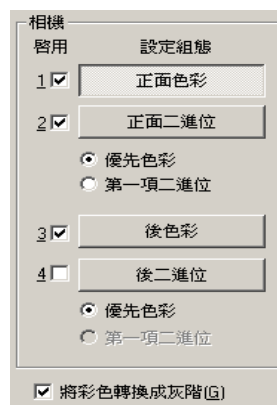 相機
啓用 設定組態
1 正面色彩
2 正面二進位
優先色彩
第一項二進位
3 後色彩
4 後二進位
優先色彩
第一項二進位
將彩色轉換成灰階(G)